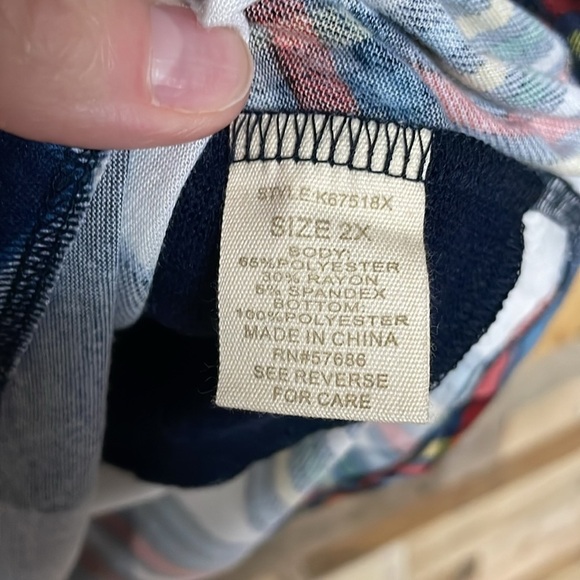 STYLE:K67518X
SIZE 2X
BODY:
65%POLYESTER
30% RAYON
5% SPANDEX
BOTTOM:
100%POLYESTER
MADE IN CHINA
RN#57686
SEE REVERSE
FOR CARE